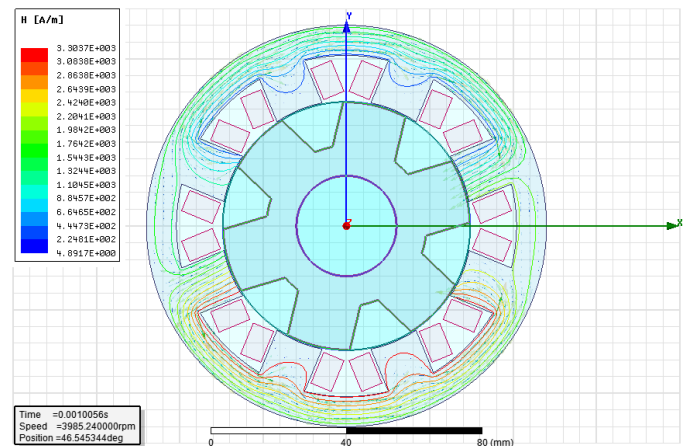 H [A/m]
3.3037E+003
3.0838E+003
2.8638E+003
2.6439E+003
2.4240E+003
2.2041E+003
1.9842E+003
1.7642E+003
1.5443E+003
1.3244E+003
1.1045E+003
8.8457E+002
6.6465E+002
4.4473E+002
2.2481E+002
4.8917E+000
Y
X
Z
Time =0.0010056s
Speed =3985.240000rpm
Position =46.545344deg
0 40 80 (mm)